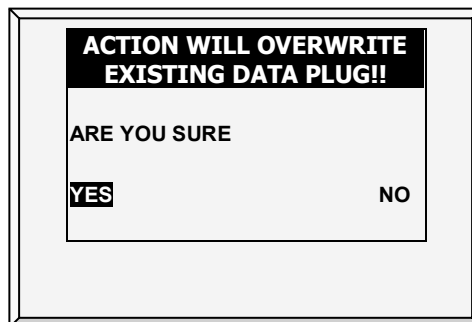 ACTION WILL OVERWRITE
EXISTING DATA PLUG!!
ARE YOU SURE
YES NO